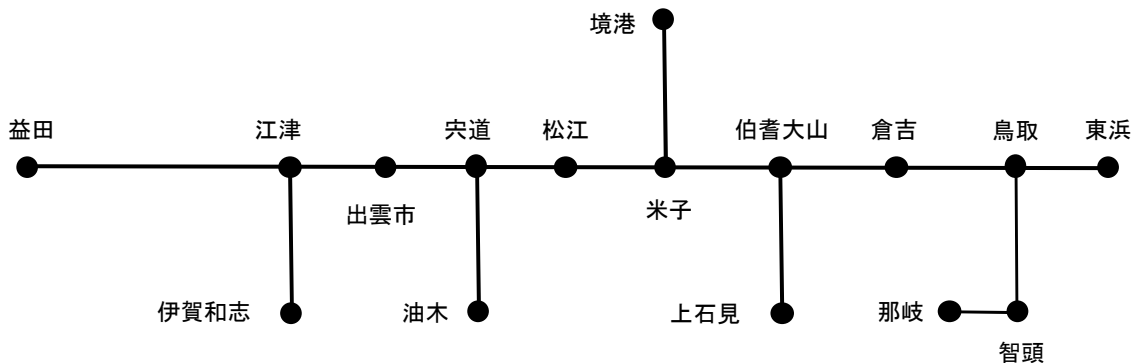 境港
益田
江津
宍道
松江
伯耆大山
倉吉
鳥取
東浜
出雲市
米子
伊賀和志
油木
上石見
那岐
智頭